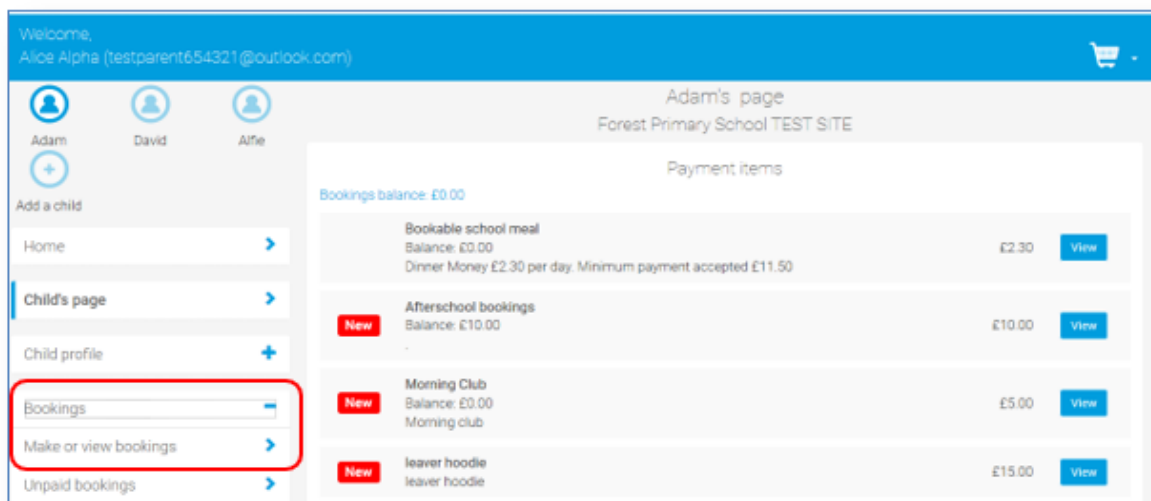 Welcome,
Alice Alpha (testparent654321@outlook.com)
Adam
David
Alfie
Add a child
Home
Child's page
Child profile
Bookings
Make or view bookings
Unpaid bookings
Adam's page
Forest Primary School TEST SITE
Payment items
Bookings balance: £0.00
Bookable school meal
Balance: £0.00
Dinner Money £2.30 per day. Minimum payment accepted £11.50
£2.30
View
New
Afterschool bookings
Balance: £10.00
.
£10.00
View
New
Morning Club
Balance: £0.00
Morning club
£5.00
View
New
leaver hoodie
leaver hoodie
£15.00
View